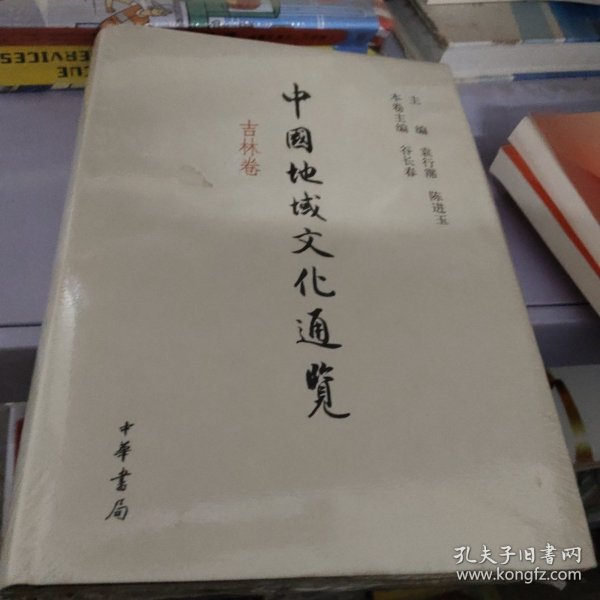 主编 袁行霈 陈进玉
本卷主编 谷长春
中國地域文化通覽
吉林卷
中華書局
SERVICES
孔夫子旧书网
www.kongfz.com